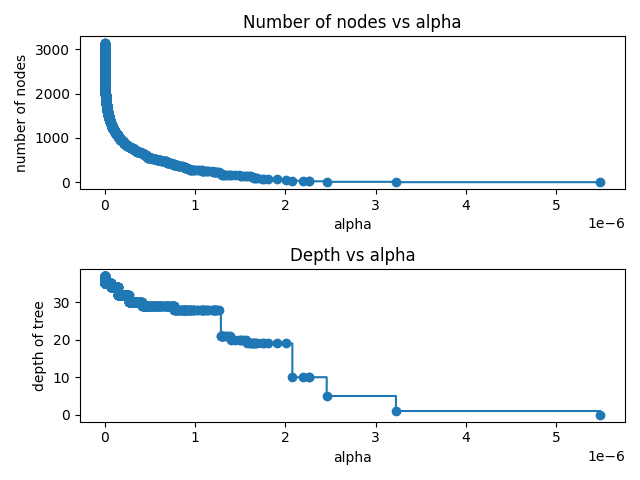 Number of nodes vs alpha
number of nodes
3000
2000
1000
0
0 1 2 3 4 5
alpha
1e−6
Depth vs alpha
depth of tree
30
20
10
0
0 1 2 3 4 5
alpha
1e−6